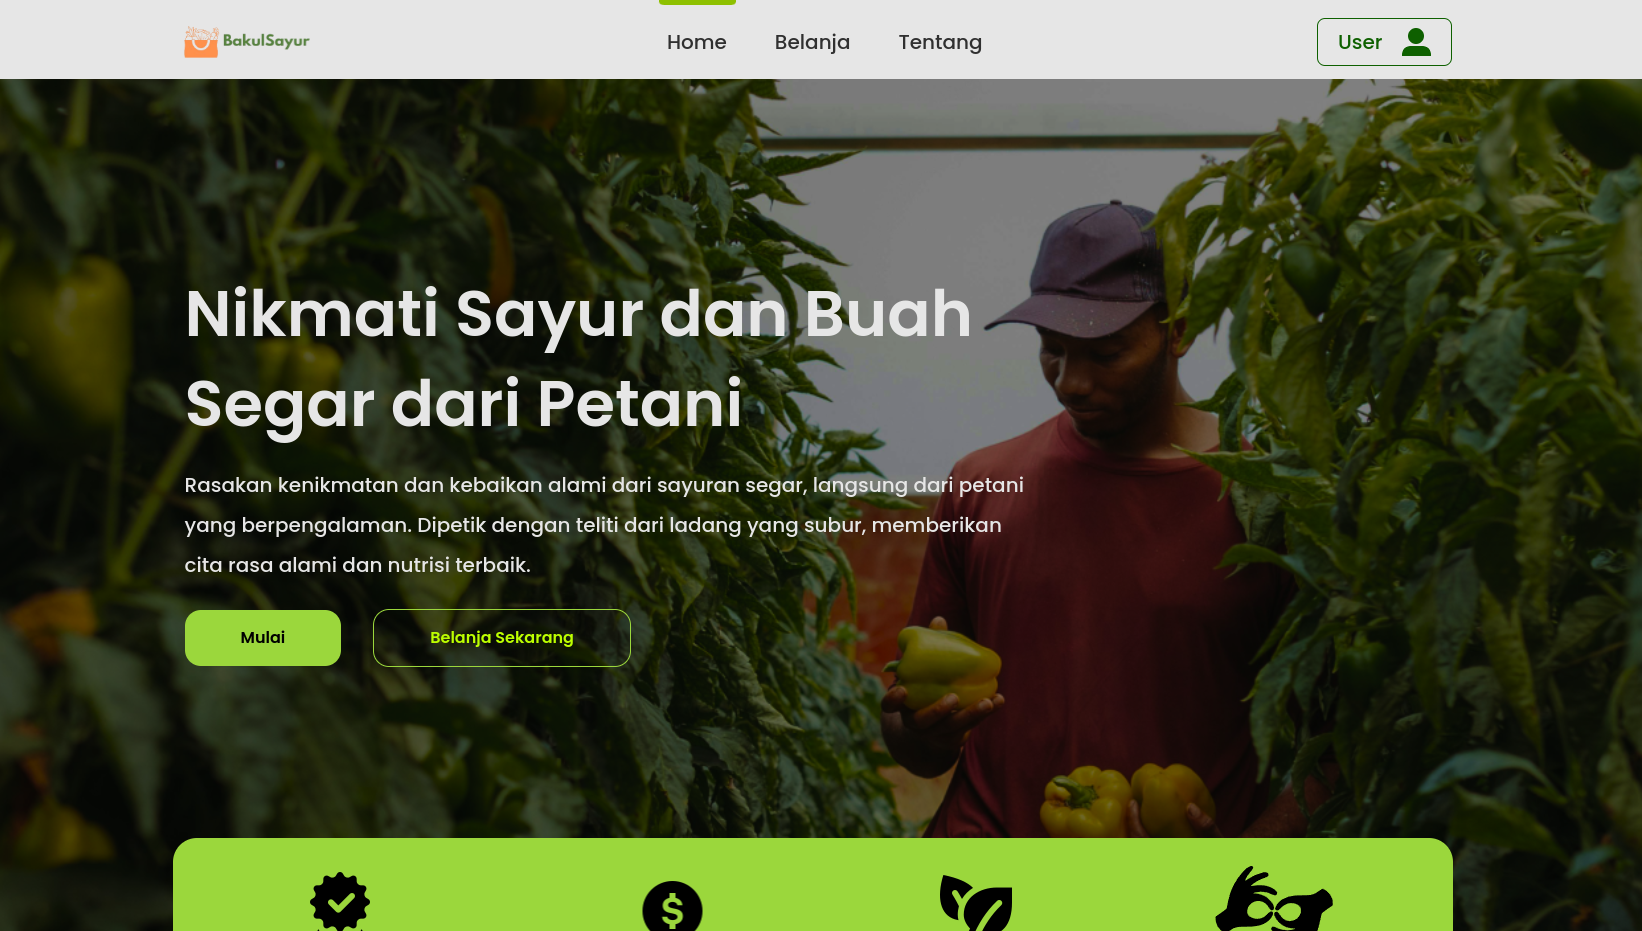 BakulSayur
Home
Belanja
Tentang
User
Nikmati Sayur dan Buah
Segar dari Petani
Rasakan kenikmatan dan kebaikan alami dari sayuran segar, langsung dari petani
yang berpengalaman. Dipetik dengan teliti dari ladang yang subur, memberikan
cita rasa alami dan nutrisi terbaik.
Mulai
Belanja Sekarang